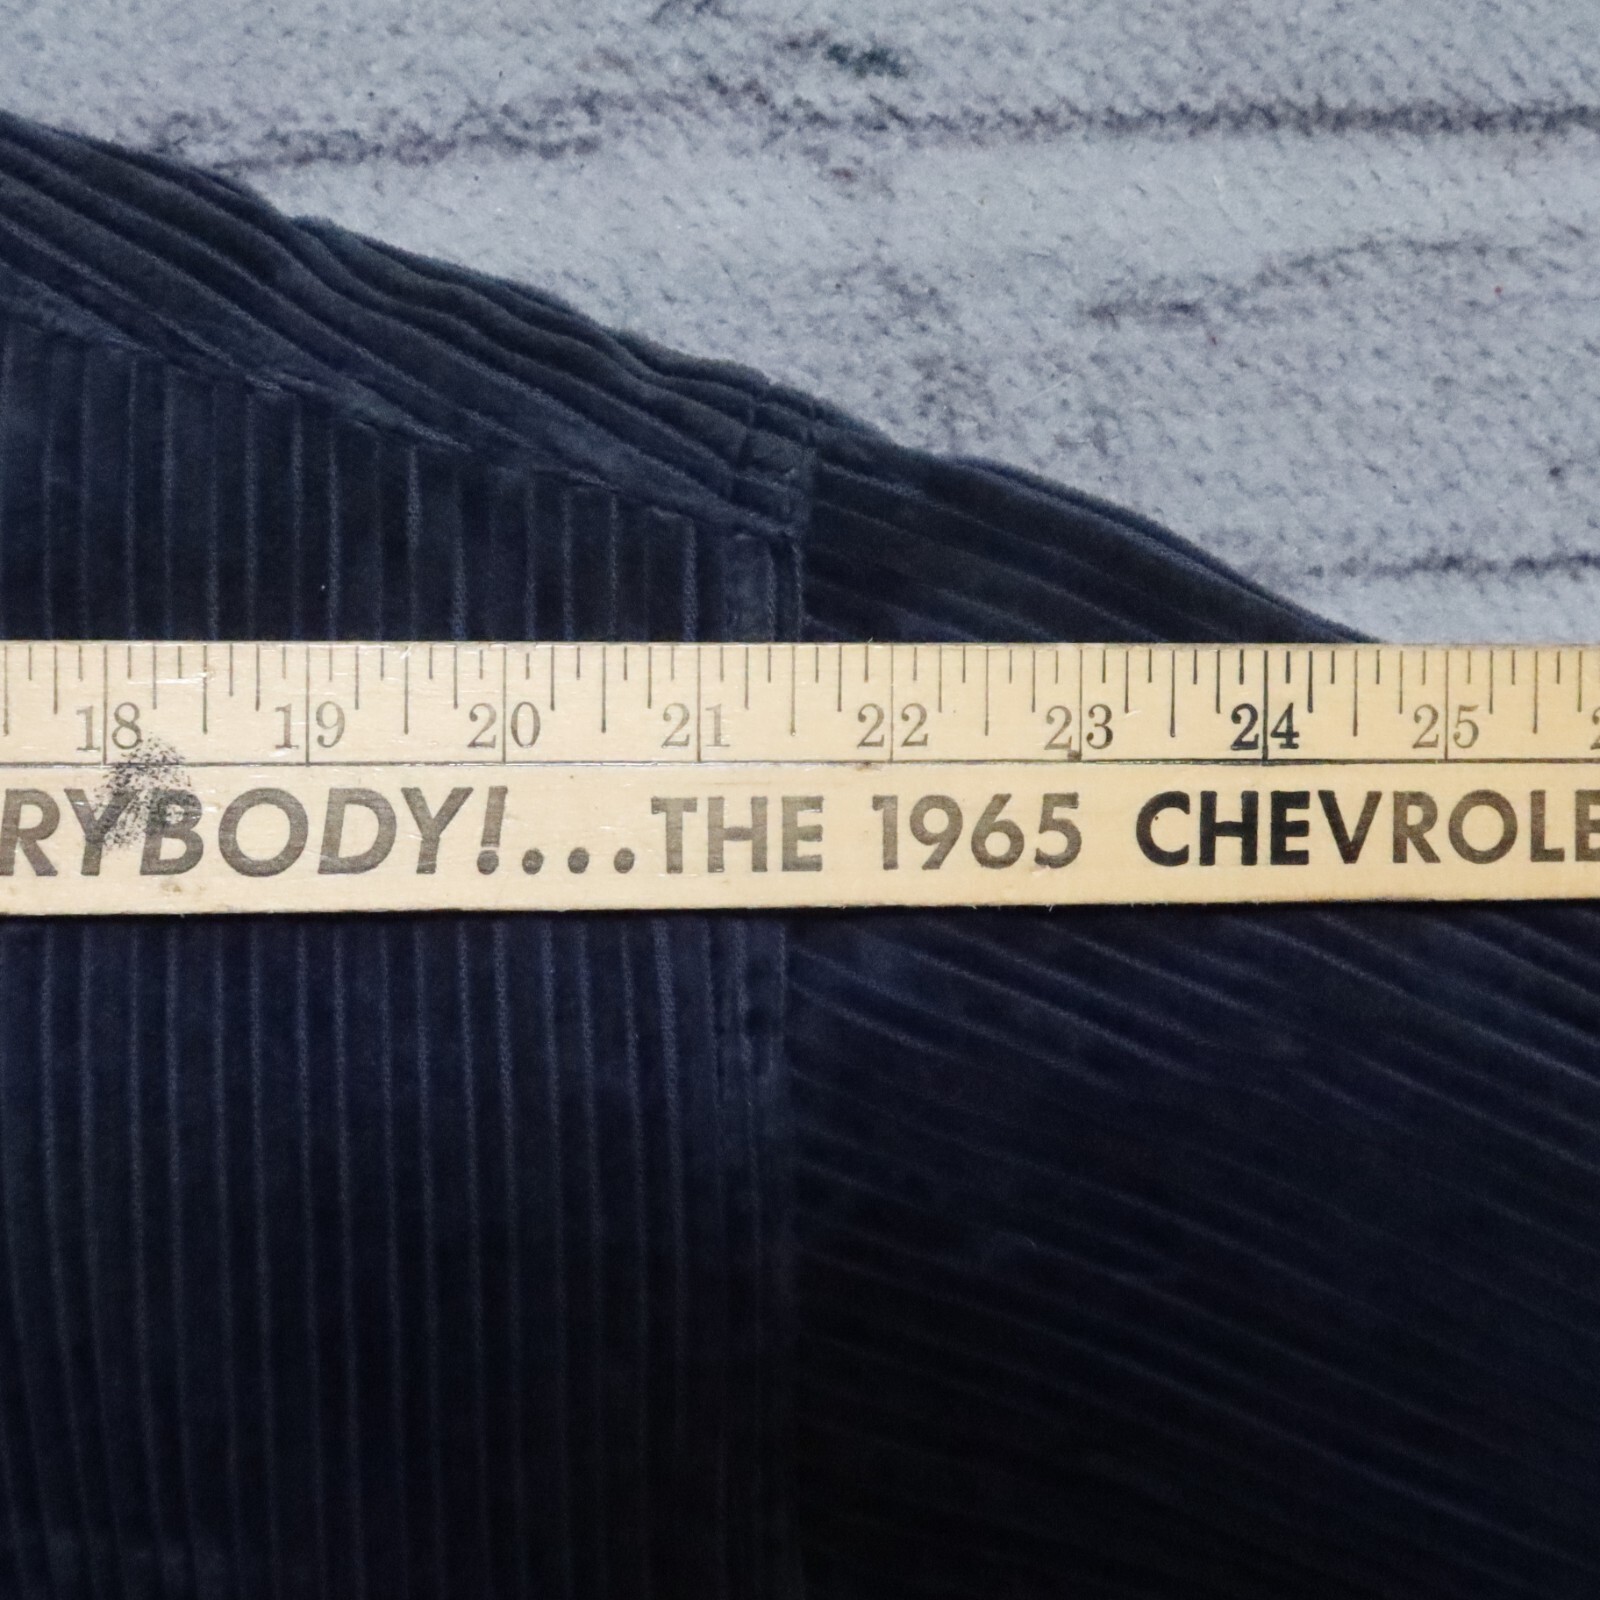 18 19 20 21 22 23 24 25
RYBODY!...THE 1965 CHEVROLE